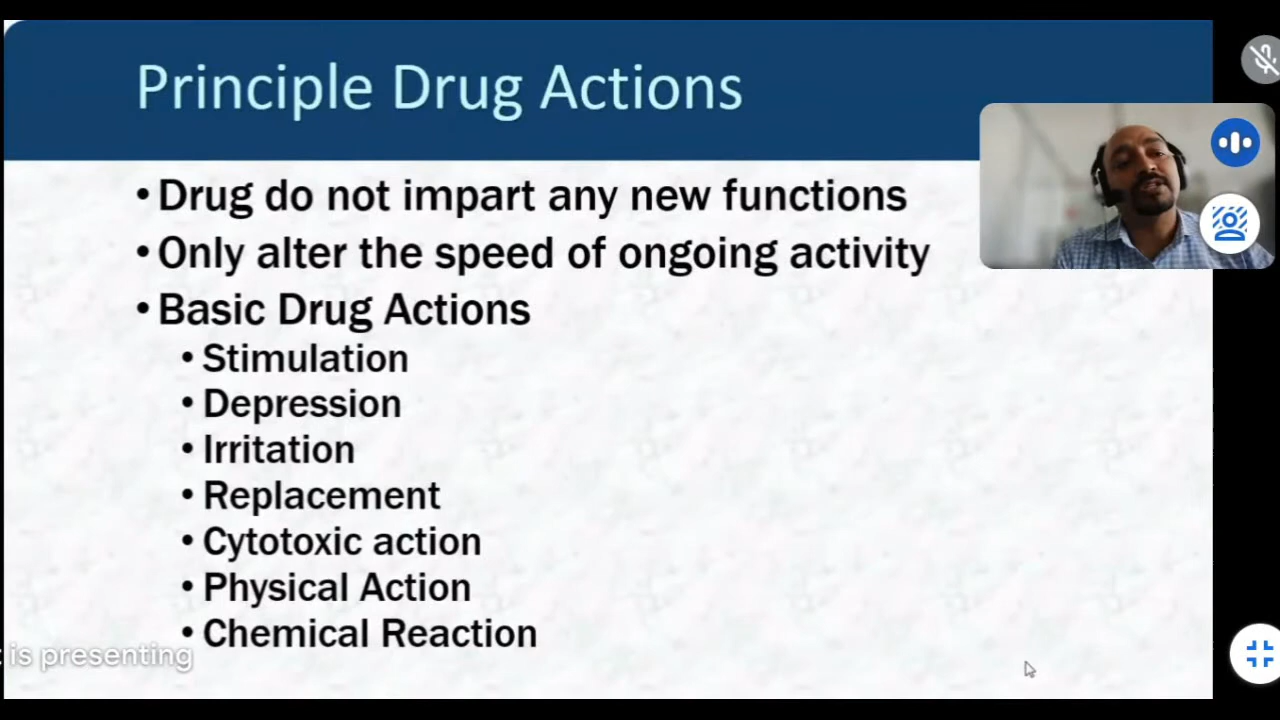 Principle Drug Actions
• Drug do not impart any new functions
• Only alter the speed of ongoing activity
• Basic Drug Actions
• Stimulation
• Depression
• Irritation
• Replacement
• Cytotoxic action
• Physical Action
• Chemical Reaction
is presenting